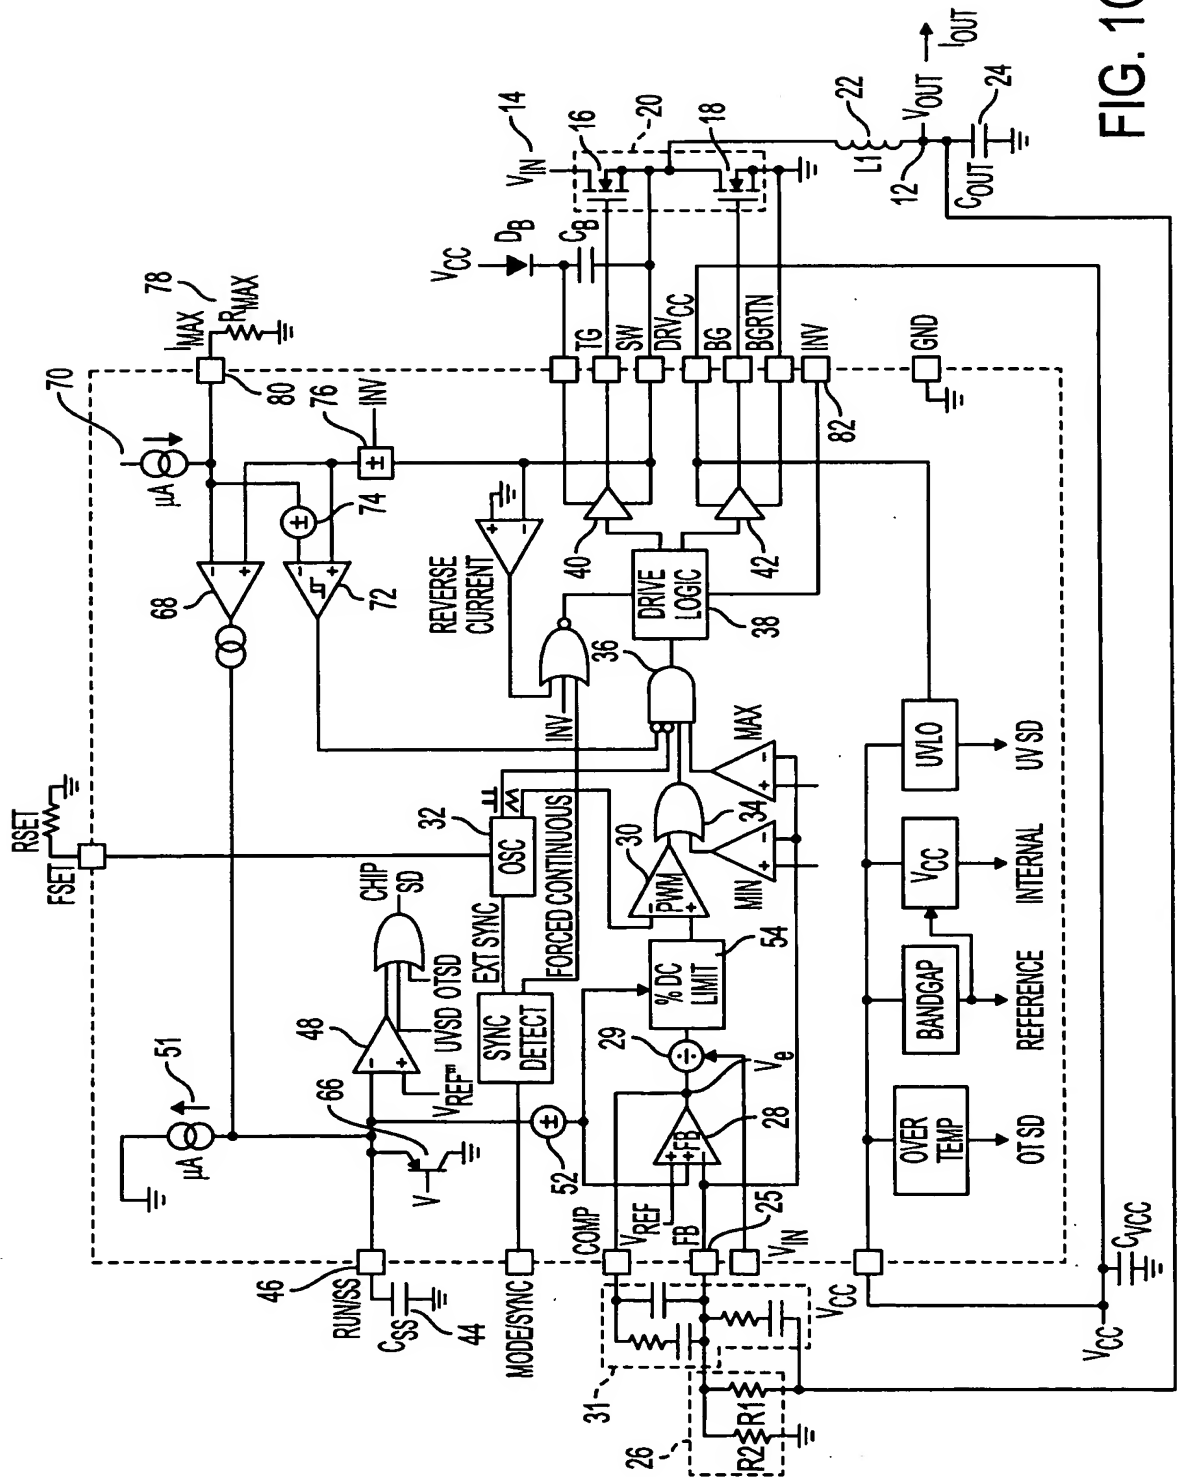 FIG. 1C
RSET
FSET
70
µA
78
I_MAX
R_MAX
80
76
INV
74
68
72
51
µA
66
V
V_REF'''
48
UVSD
OTSD
CHIP
SD
RUN/SS
46
C_SS
44
MODE/SYNC
SYNC
DETECT
EXT SYNC
FORCED CONTINUOUS
OSC
32
REVERSE
CURRENT
INV
52
COMP
V_REF
FB
25
V_IN
FB
28
V_e
29
÷
% DC
LIMIT
54
PWM
30
34
MIN
MAX
36
DRIVE
LOGIC
38
40
42
TG
SW
DRV_CC
BG
BGRTN
INV
82
GND
V_CC
D_B
C_B
V_IN
14
16
20
18
22
L1
12
V_OUT
I_OUT
C_OUT
24
31
26
R2
R1
V_CC
V_CC
C_VCC
OVER
TEMP
OT SD
BANDGAP
REFERENCE
V_CC
INTERNAL
UVLO
UV SD